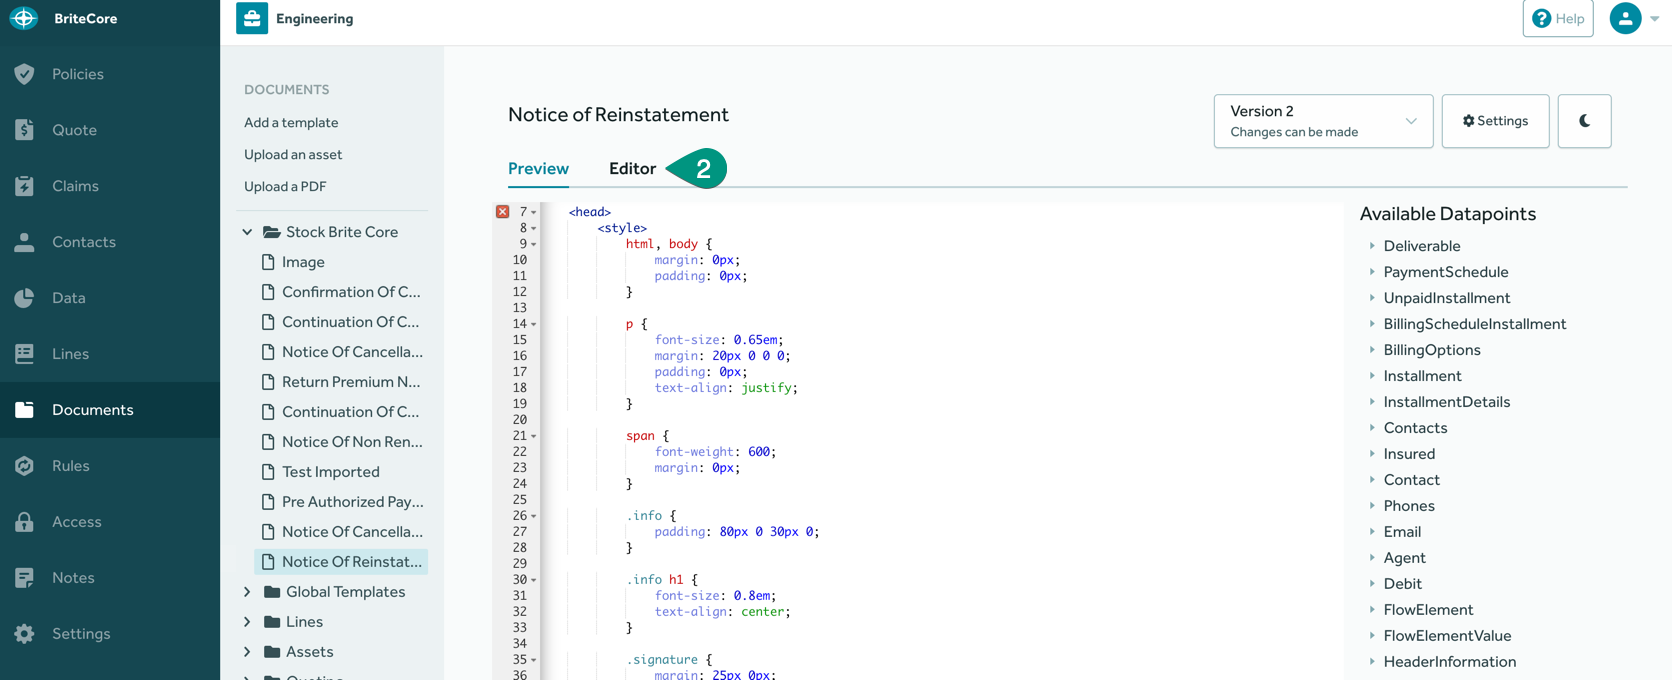 BriteCore
Engineering
Help
Policies
Quote
Claims
Contacts
Data
Lines
Documents
Rules
Access
Notes
Settings
DOCUMENTS
Add a template
Upload an asset
Upload a PDF
Stock Brite Core
Image
Confirmation Of C...
Continuation Of C...
Notice Of Cancella...
Return Premium N...
Continuation Of C...
Notice Of Non Ren...
Test Imported
Pre Authorized Pay...
Notice Of Cancella...
Notice Of Reinstat...
Global Templates
Lines
Assets
Quoting
Notice of Reinstatement
Version 2
Changes can be made
Settings
Preview
Editor
2
7 <head>
8 <style>
9 html, body {
10 margin: 0px;
11 padding: 0px;
12 }
13
14 p {
15 font-size: 0.65em;
16 margin: 20px 0 0 0;
17 padding: 0px;
18 text-align: justify;
19 }
20
21 span {
22 font-weight: 600;
23 margin: 0px;
24 }
25
26 .info {
27 padding: 80px 0 30px 0;
28 }
29
30 .info h1 {
31 font-size: 0.8em;
32 text-align: center;
33 }
34
35 .signature {
36 margin: 25px 0px;
Available Datapoints
Deliverable
PaymentSchedule
UnpaidInstallment
BillingScheduleInstallment
BillingOptions
Installment
InstallmentDetails
Contacts
Insured
Contact
Phones
Email
Agent
Debit
FlowElement
FlowElementValue
HeaderInformation